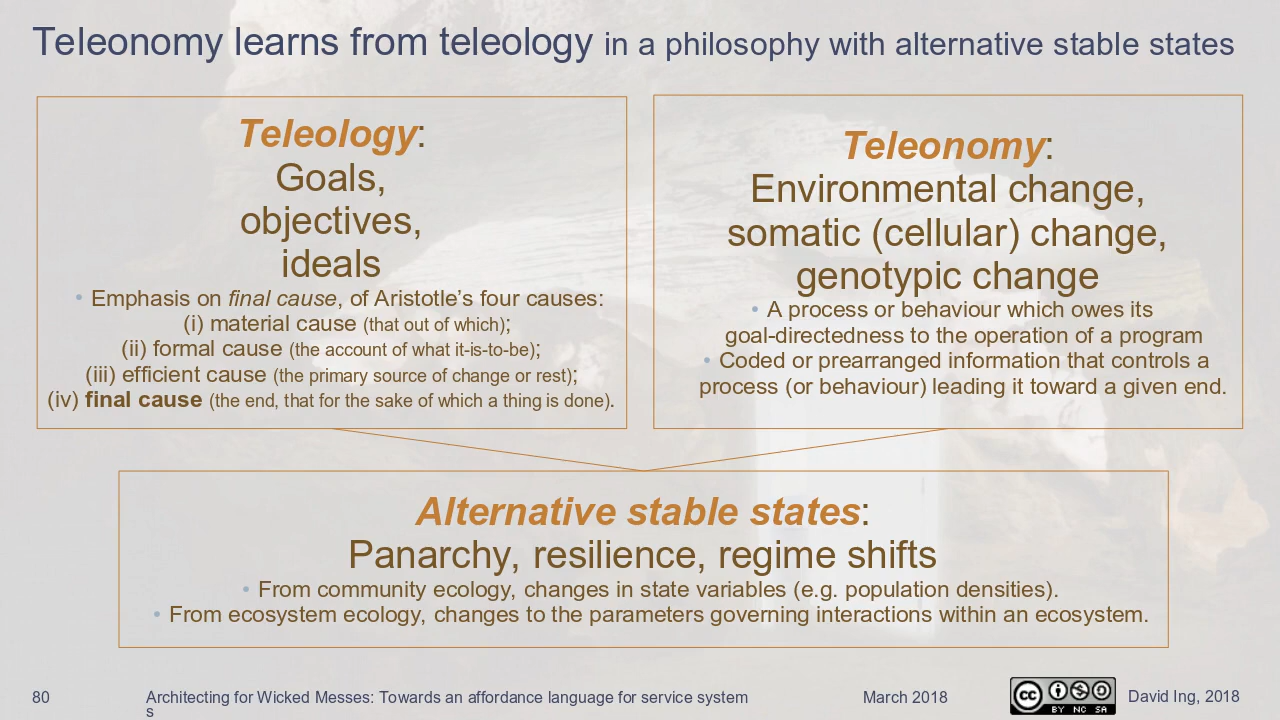 Teleonomy learns from teleology in a philosophy with alternative stable states
Teleology:
Goals,
objectives,
ideals
• Emphasis on final cause, of Aristotle’s four causes:
(i) material cause (that out of which);
(ii) formal cause (the account of what it-is-to-be);
(iii) efficient cause (the primary source of change or rest);
(iv) final cause (the end, that for the sake of which a thing is done).
Teleonomy:
Environmental change,
somatic (cellular) change,
genotypic change
• A process or behaviour which owes its
goal-directedness to the operation of a program
• Coded or prearranged information that controls a
process (or behaviour) leading it toward a given end.
Alternative stable states:
Panarchy, resilience, regime shifts
• From community ecology, changes in state variables (e.g. population densities).
• From ecosystem ecology, changes to the parameters governing interactions within an ecosystem.
80
Architecting for Wicked Messes: Towards an affordance language for service system
s
March 2018
cc
BY NC SA
David Ing, 2018